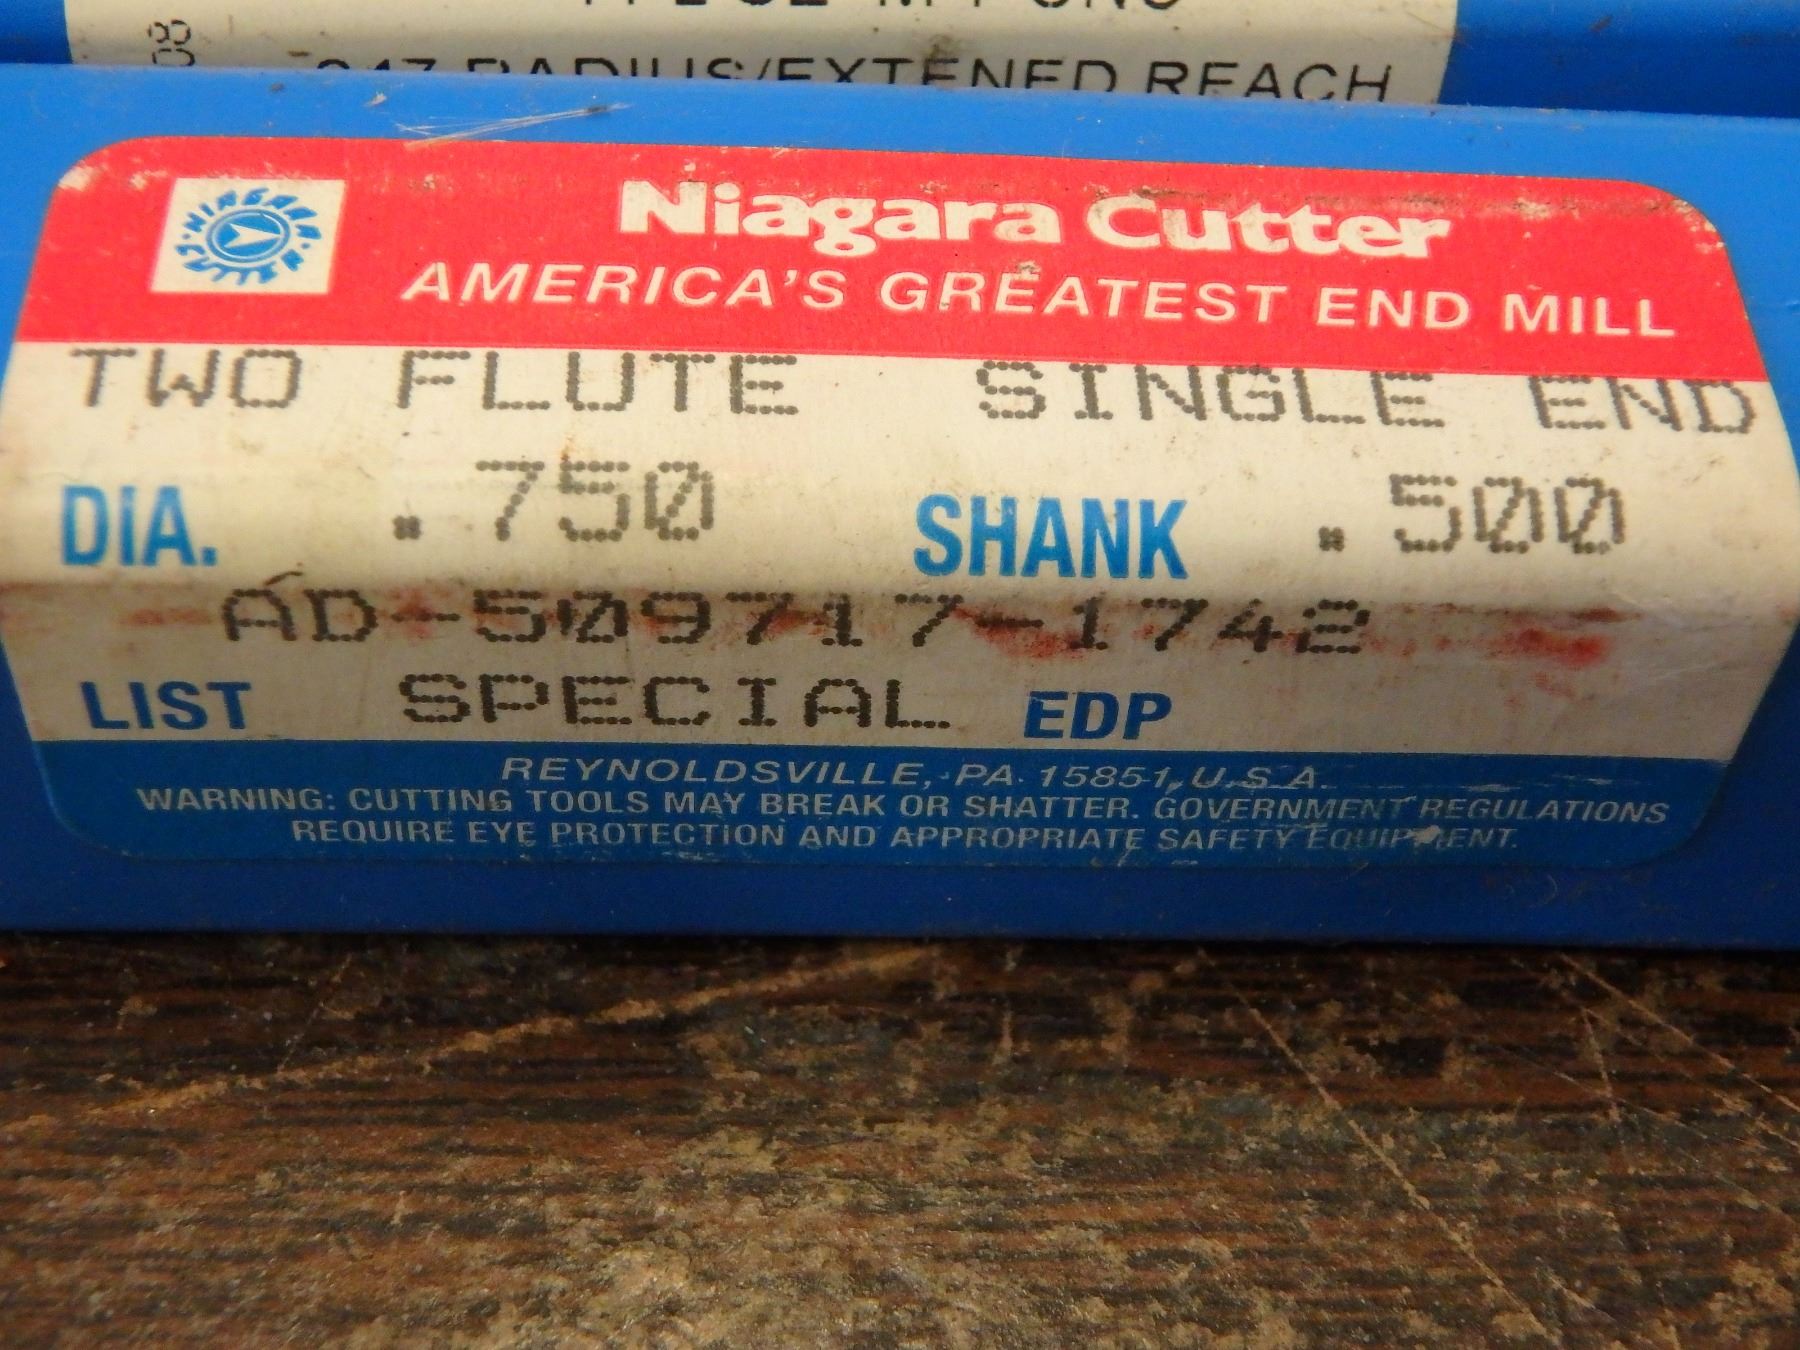 RADIUS/EXTENED REACH
NIAGARA CUTTER
Niagara Cutter
AMERICA'S GREATEST END MILL
TWO FLUTE SINGLE END
DIA. .750 SHANK .500
AD-509717-1742
LIST SPECIAL EDP
REYNOLDSVILLE, PA. 15851, U.S.A.
WARNING: CUTTING TOOLS MAY BREAK OR SHATTER. GOVERNMENT REGULATIONS
REQUIRE EYE PROTECTION AND APPROPRIATE SAFETY EQUIPMENT.